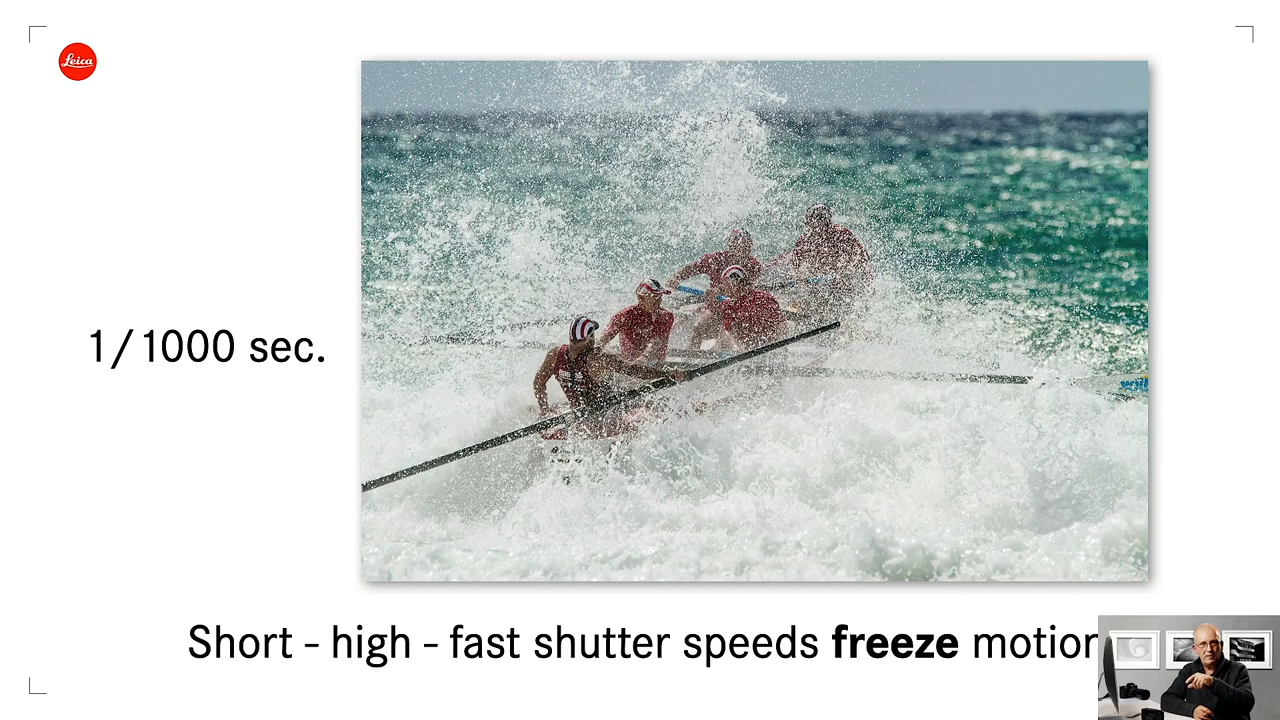 Leica
1/1000 sec.
Short - high - fast shutter speeds freeze motion